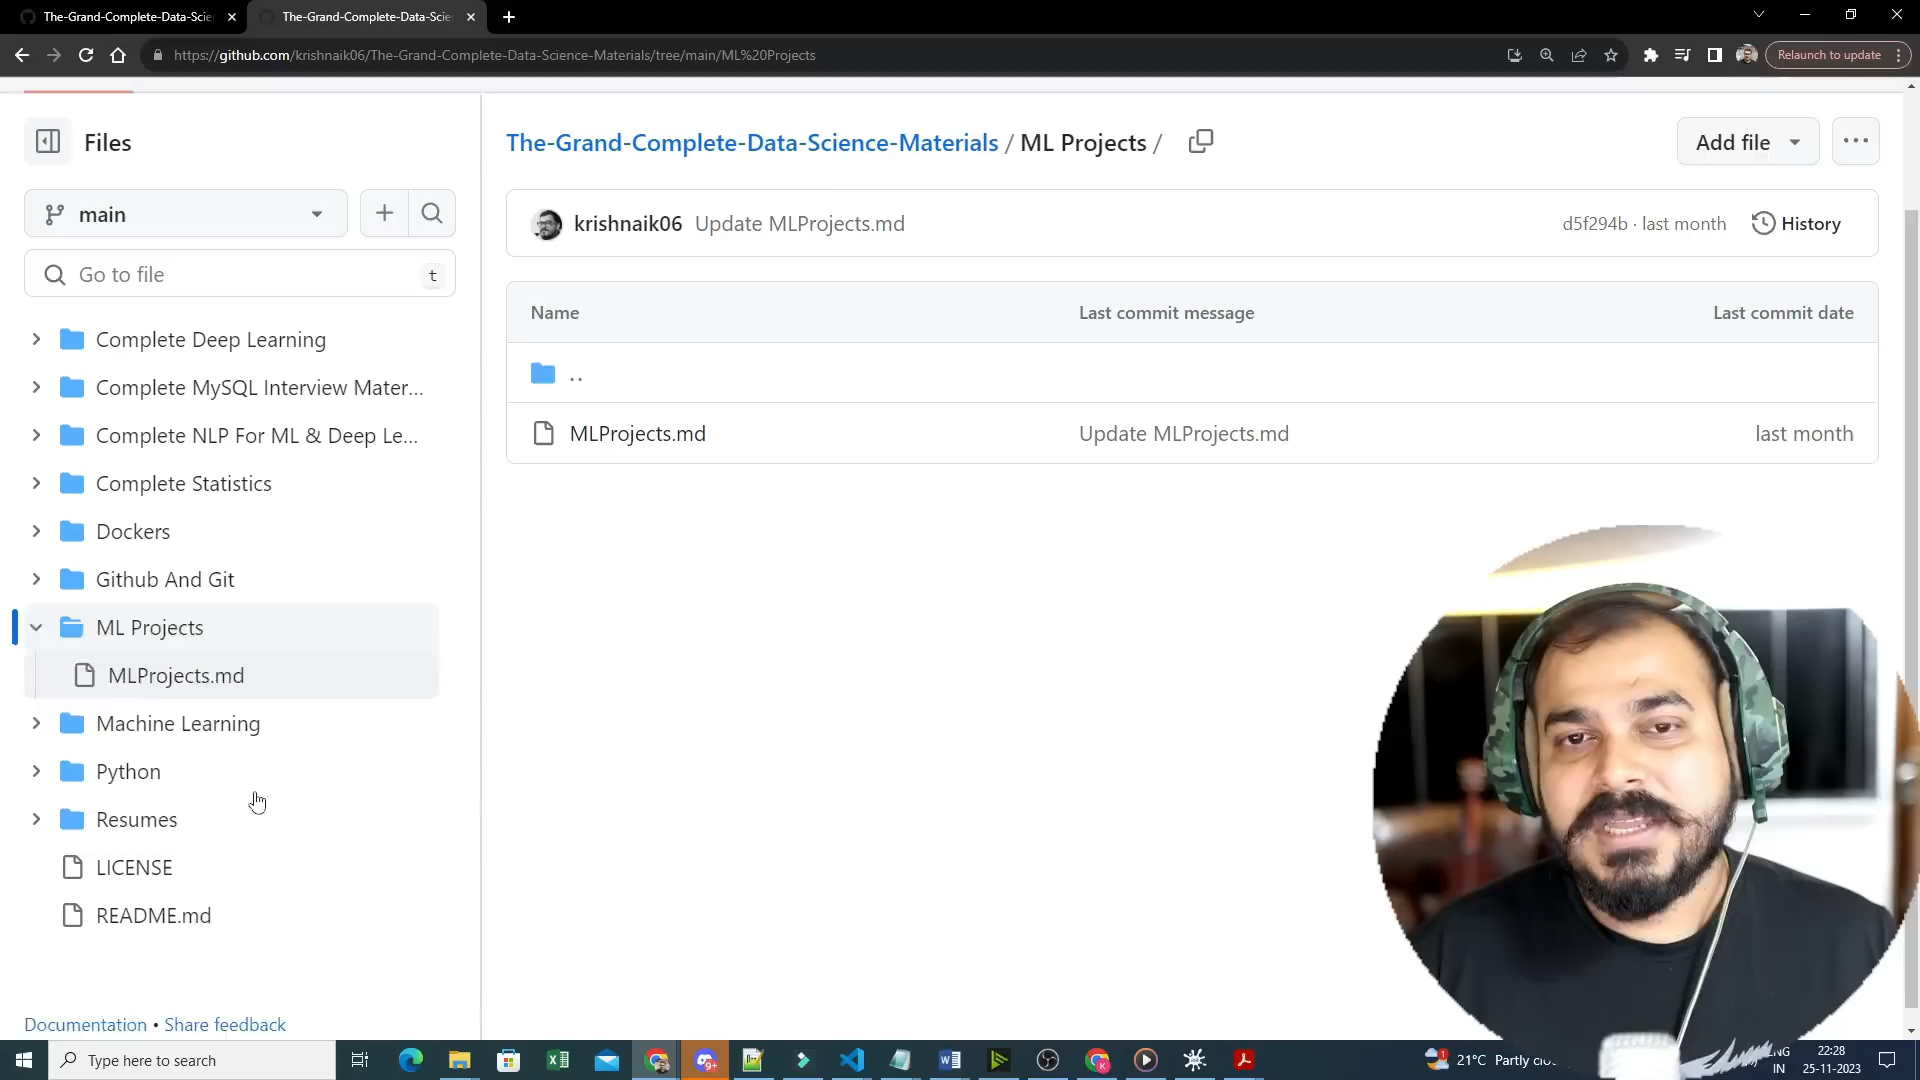 The-Grand-Complete-Data-Scie
The-Grand-Complete-Data-Scie
https://github.com/krishnaik06/The-Grand-Complete-Data-Science-Materials/tree/main/ML%20Projects
Relaunch to update
Files
The-Grand-Complete-Data-Science-Materials / ML Projects /
Add file
main
krishnaik06 Update MLProjects.md
d5f294b · last month
History
Go to file
t
Name
Last commit message
Last commit date
Complete Deep Learning
..
Complete MySQL Interview Mater...
MLProjects.md
Update MLProjects.md
last month
Complete NLP For ML & Deep Le...
Complete Statistics
Dockers
Github And Git
ML Projects
MLProjects.md
Machine Learning
Python
Resumes
LICENSE
README.md
Documentation • Share feedback
Type here to search
9+
21°C Partly
IN
22:28
25-11-2023